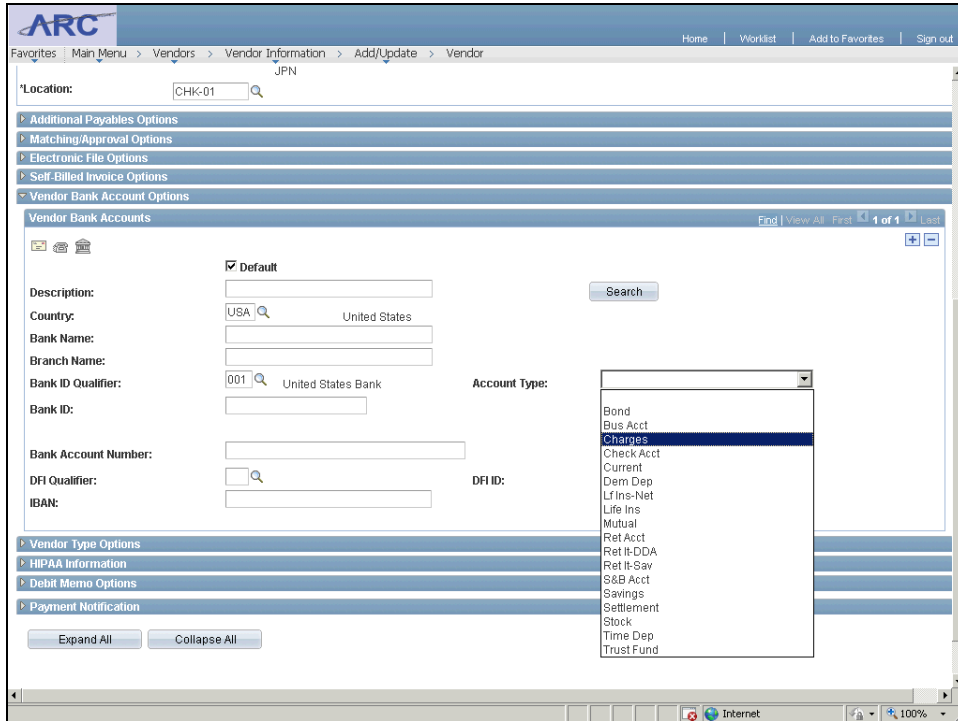 ARC
Home | Worklist | Add to Favorites | Sign out
Favorites Main Menu > Vendors > Vendor Information > Add/Update > Vendor
JPN
*Location: CHK-01
Additional Payables Options
Matching/Approval Options
Electronic File Options
Self-Billed Invoice Options
Vendor Bank Account Options
Vendor Bank Accounts Find | View All First 1 of 1 Last
Default
Description: Search
Country: USA United States
Bank Name:
Branch Name:
Bank ID Qualifier: 001 United States Bank Account Type:
Bank ID:
Bank Account Number:
DFI Qualifier: DFI ID:
IBAN:
Bond
Bus Acct
Charges
Check Acct
Current
Dem Dep
Lf Ins-Net
Life Ins
Mutual
Ret Acct
Ret It-DDA
Ret It-Sav
S&B Acct
Savings
Settlement
Stock
Time Dep
Trust Fund
Vendor Type Options
HIPAA Information
Debit Memo Options
Payment Notification
Expand All Collapse All
Internet 100%